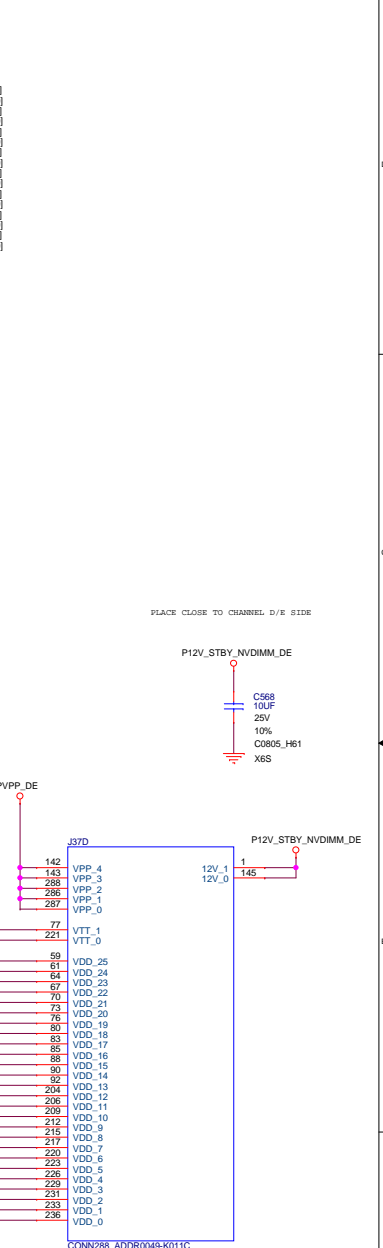 PLACE CLOSE TO CHANNEL D/E SIDE
P12V_STBY_NVDIMM_DE
C568
10UF
25V
10%
C0805_H61
X6S
PVPP_DE
J37D
P12V_STBY_NVDIMM_DE
142 VPP_4 12V_1 1
143 VPP_3 12V_0 145
288 VPP_2
286 VPP_1
287 VPP_0
77 VTT_1
221 VTT_0
59 VDD_25
61 VDD_24
64 VDD_23
67 VDD_22
70 VDD_21
73 VDD_20
76 VDD_19
80 VDD_18
83 VDD_17
85 VDD_16
88 VDD_15
90 VDD_14
92 VDD_13
204 VDD_12
206 VDD_11
209 VDD_10
212 VDD_9
215 VDD_8
217 VDD_7
220 VDD_6
223 VDD_5
226 VDD_4
229 VDD_3
231 VDD_2
233 VDD_1
236 VDD_0
CONN288_ADDR0049-K011C